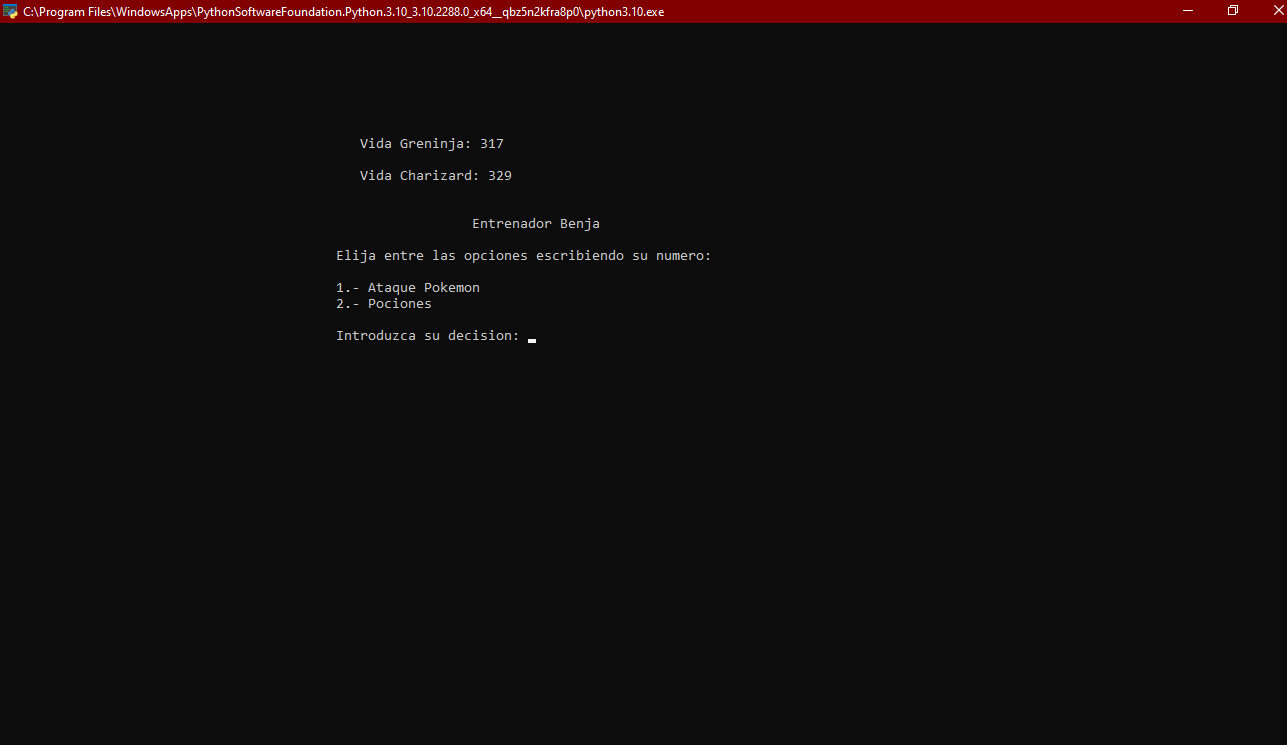 C:\Program Files\WindowsApps\PythonSoftwareFoundation.Python.3.10_3.10.2288.0_x64__qbz5n2kfra8p0\python3.10.exe
Vida Greninja: 317
Vida Charizard: 329
Entrenador Benja
Elija entre las opciones escribiendo su numero:
1.- Ataque Pokemon
2.- Pociones
Introduzca su decision: